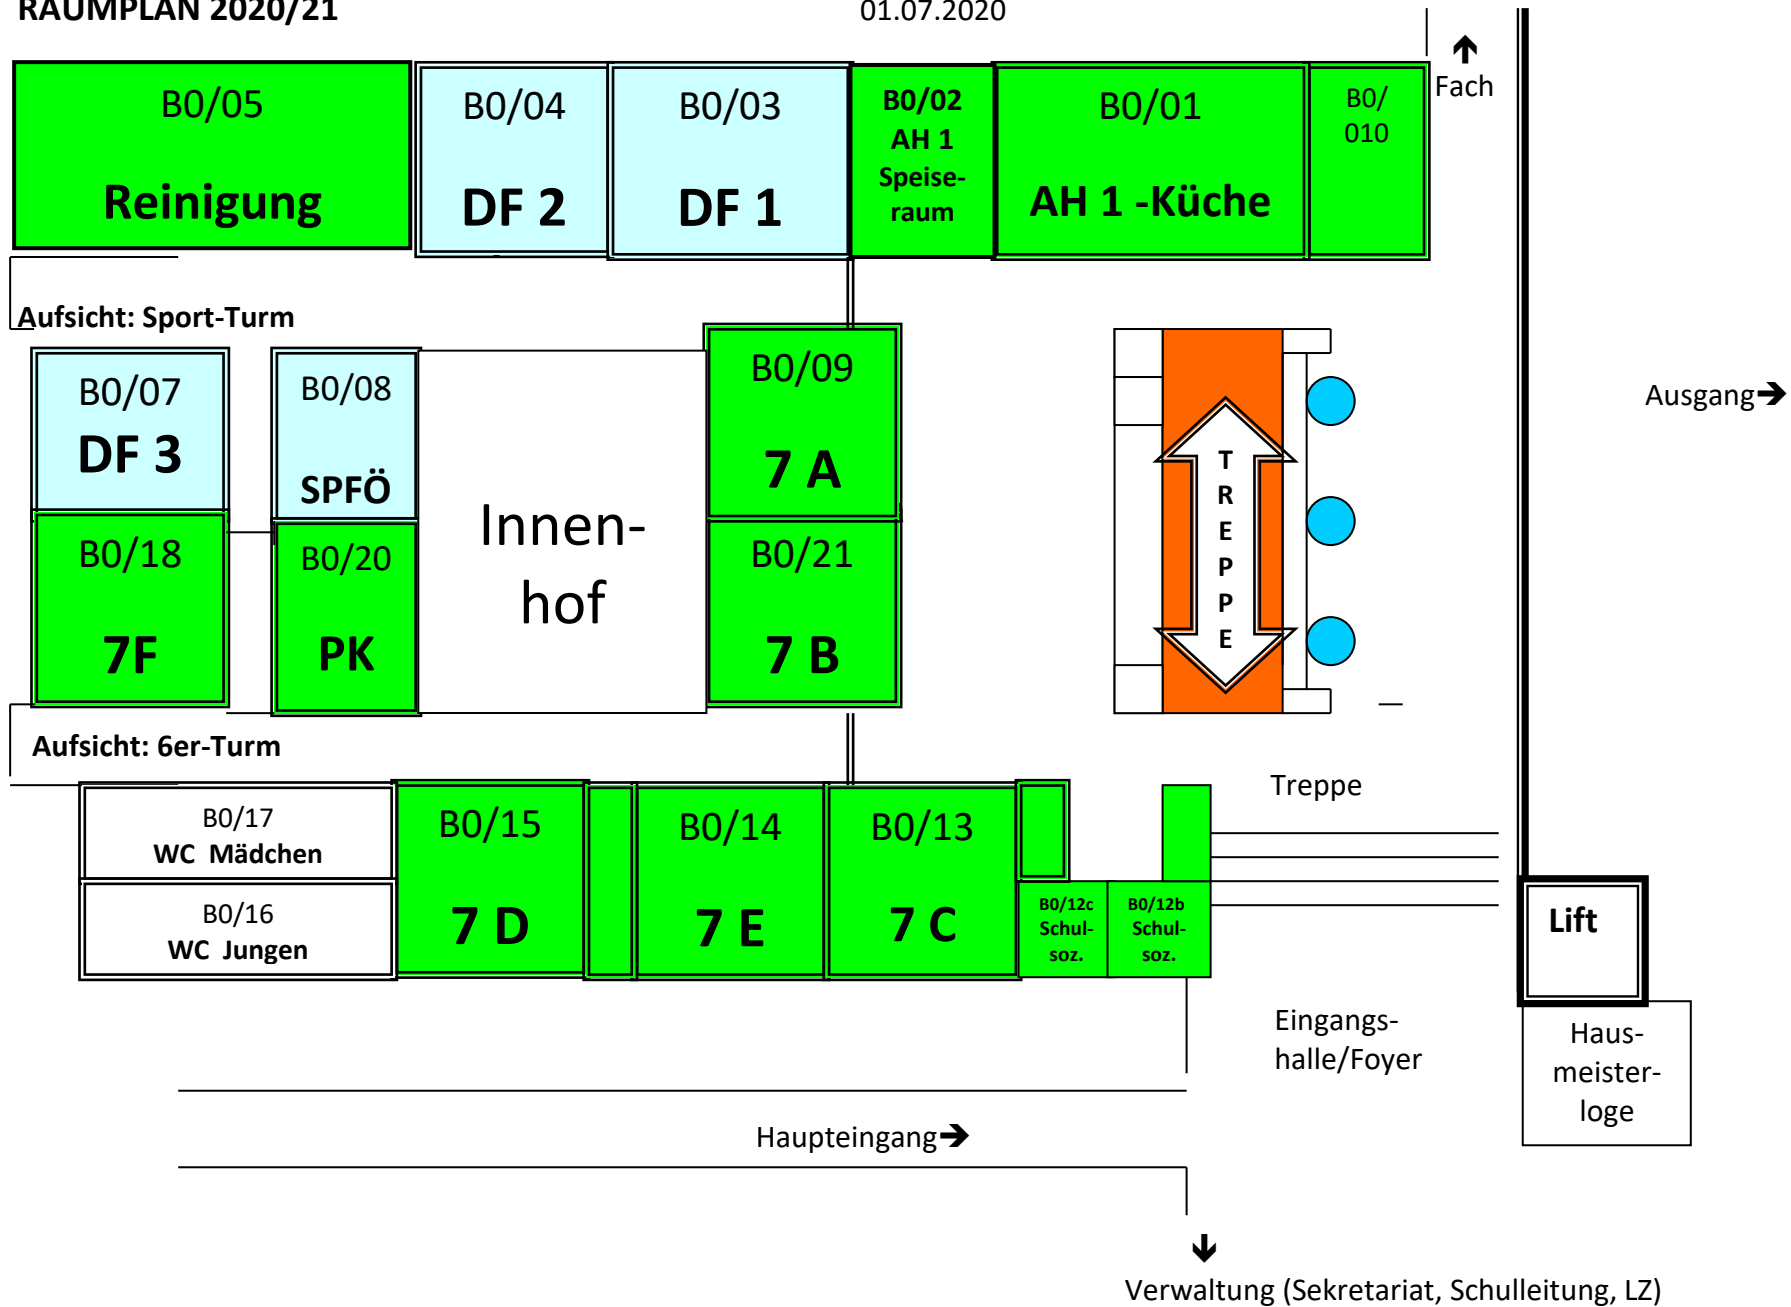 RAUMPLAN 2020/21
01.07.2020
Fach
B0/05
Reinigung
B0/04
DF 2
B0/03
DF 1
B0/02
AH 1
Speise-
raum
B0/01
AH 1 -Küche
B0/
010
Aufsicht: Sport-Turm
B0/07
DF 3
B0/08
SPFÖ
Innen-
hof
B0/09
7 A
T
R
E
P
P
E
Ausgang
B0/18
7F
B0/20
PK
B0/21
7 B
Aufsicht: 6er-Turm
B0/17
WC Mädchen
B0/16
WC Jungen
B0/15
7 D
B0/14
7 E
B0/13
7 C
B0/12c
Schul-
soz.
B0/12b
Schul-
soz.
Treppe
Lift
Eingangs-
halle/Foyer
Haus-
meister-
loge
Haupteingang
Verwaltung (Sekretariat, Schulleitung, LZ)